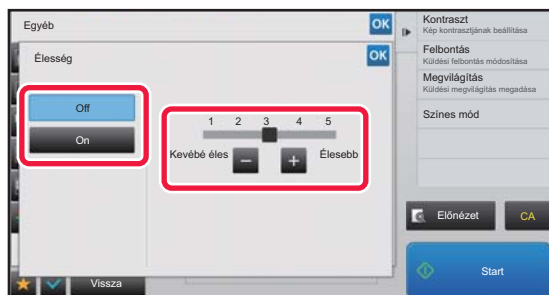 Egyéb
OK
Élesség
OK
Off
On
1 2 3 4 5
Kevébé éles
Élesebb
Vissza
Kontraszt
Kép kontrasztjának beállítása
Felbontás
Küldési felbontás módosítása
Megvilágítás
Küldési megvilágítás megadása
Színes mód
Előnézet
CA
Start